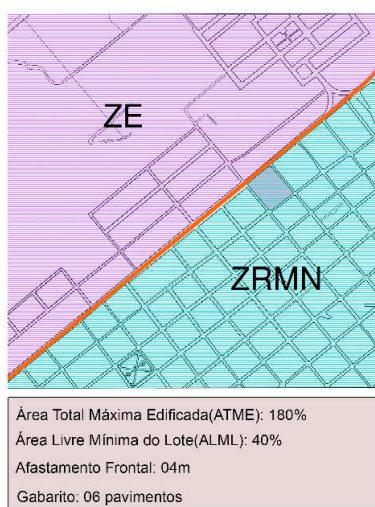 ZE
ZRMN
Área Total Máxima Edificada(ATME): 180%
Área Livre Mínima do Lote(ALML): 40%
Afastamento Frontal: 04m
Gabarito: 06 pavimentos